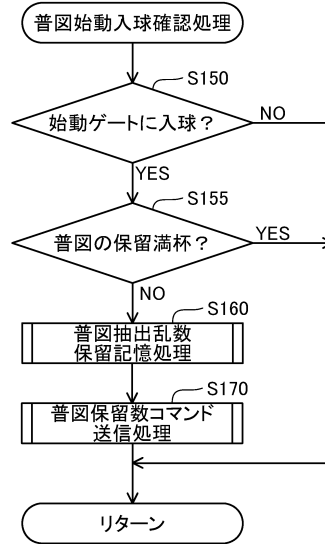 普図始動入球確認処理
S150
始動ゲートに入球？
NO
YES
S155
普図の保留満杯？
YES
NO
S160
普図抽出乱数
保留記憶処理
S170
普図保留数コマンド
送信処理
リターン